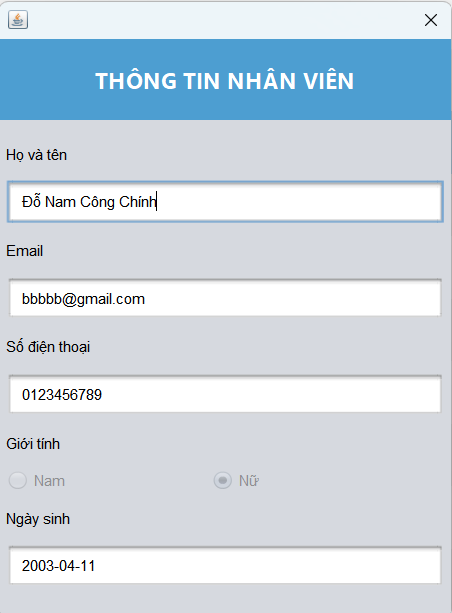 THÔNG TIN NHÂN VIÊN
Họ và tên
Đỗ Nam Công Chính
Email
bbbbb@gmail.com
Số điện thoại
0123456789
Giới tính
Nam Nữ
Ngày sinh
2003-04-11